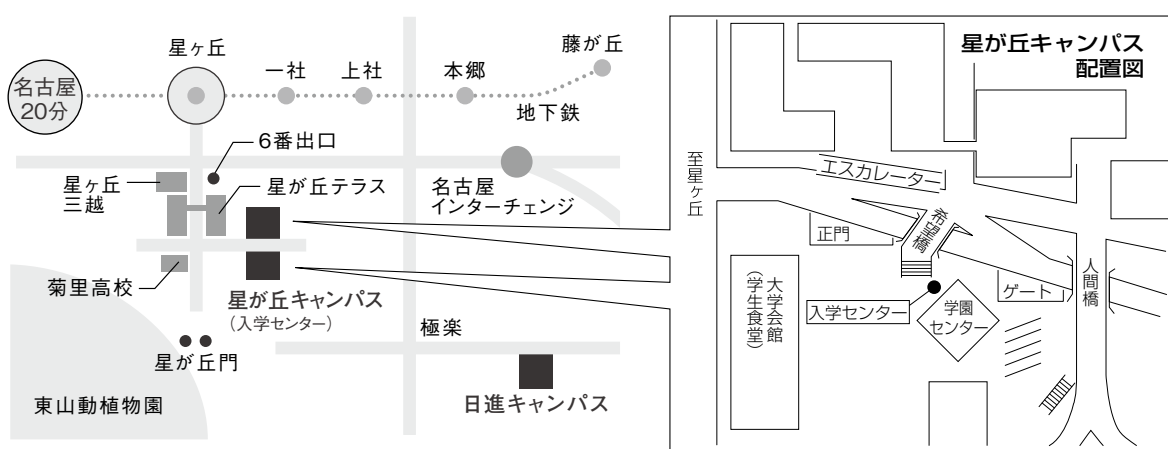 名古屋
20分
星ヶ丘
一社
上社
本郷
藤が丘
地下鉄
6番出口
星ヶ丘
三越
星が丘テラス
名古屋
インターチェンジ
菊里高校
星が丘キャンパス
(入学センター)
星が丘門
極楽
東山動植物園
日進キャンパス
星が丘キャンパス
配置図
至星ヶ丘
エスカレーター
希望橋
正門
人間橋
ゲート
大学会館
(学生食堂)
入学センター
学園
センター